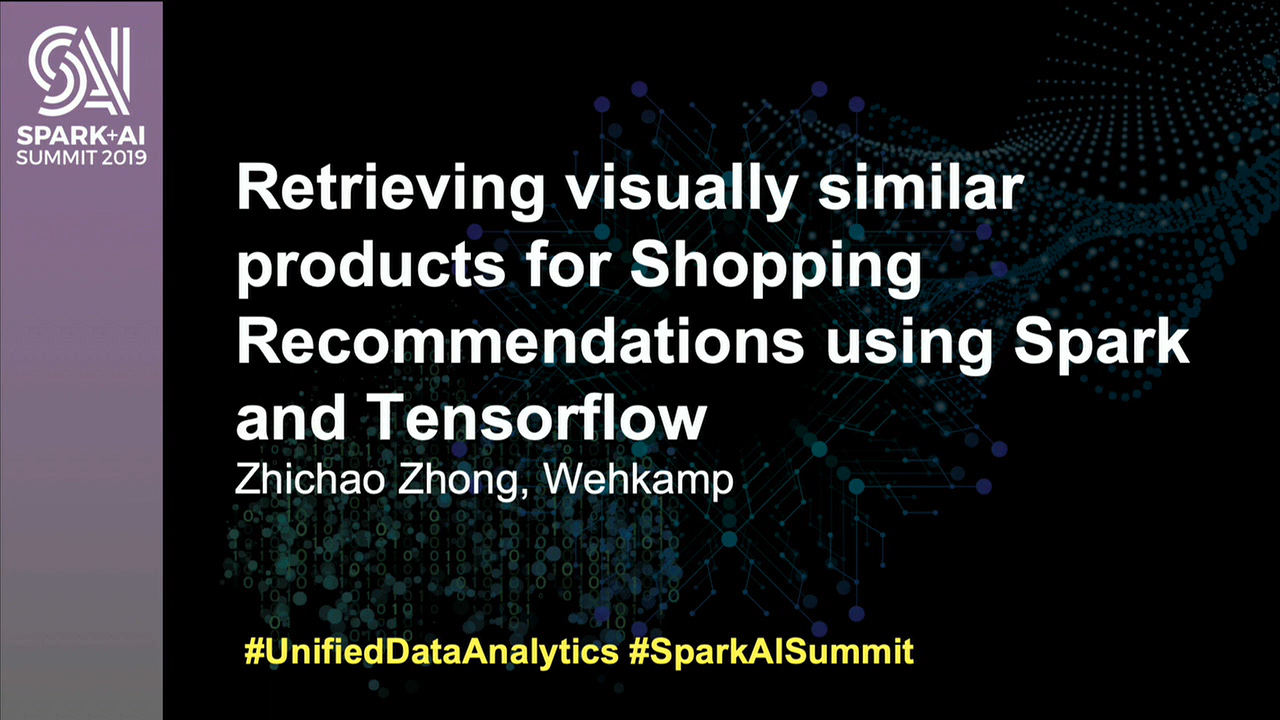 SPARK+AI
SUMMIT 2019
Retrieving visually similar
products for Shopping
Recommendations using Spark
and Tensorflow
Zhichao Zhong, Wehkamp
#UnifiedDataAnalytics #SparkAISummit